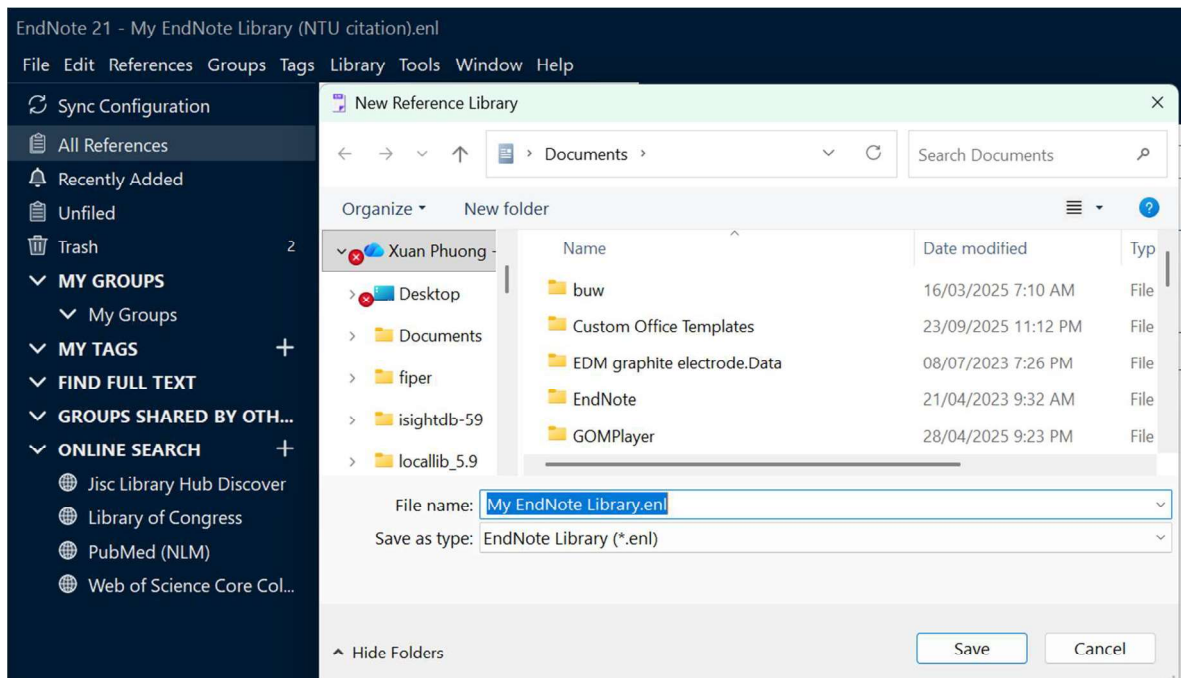 EndNote 21 - My EndNote Library (NTU citation).enl
File Edit References Groups Tags Library Tools Window Help
Sync Configuration
All References
Recently Added
Unfiled
Trash 2
MY GROUPS
My Groups
MY TAGS +
FIND FULL TEXT
GROUPS SHARED BY OTH...
ONLINE SEARCH +
Jisc Library Hub Discover
Library of Congress
PubMed (NLM)
Web of Science Core Col...
New Reference Library
Documents
Search Documents
Organize New folder
Xuan Phuong -
Desktop
Documents
fiper
isightdb-59
locallib_5.9
Name Date modified Typ
buw 16/03/2025 7:10 AM File
Custom Office Templates 23/09/2025 11:12 PM File
EDM graphite electrode.Data 08/07/2023 7:26 PM File
EndNote 21/04/2023 9:32 AM File
GOMPlayer 28/04/2025 9:23 PM File
File name: My EndNote Library.enl
Save as type: EndNote Library (*.enl)
Hide Folders
Save Cancel